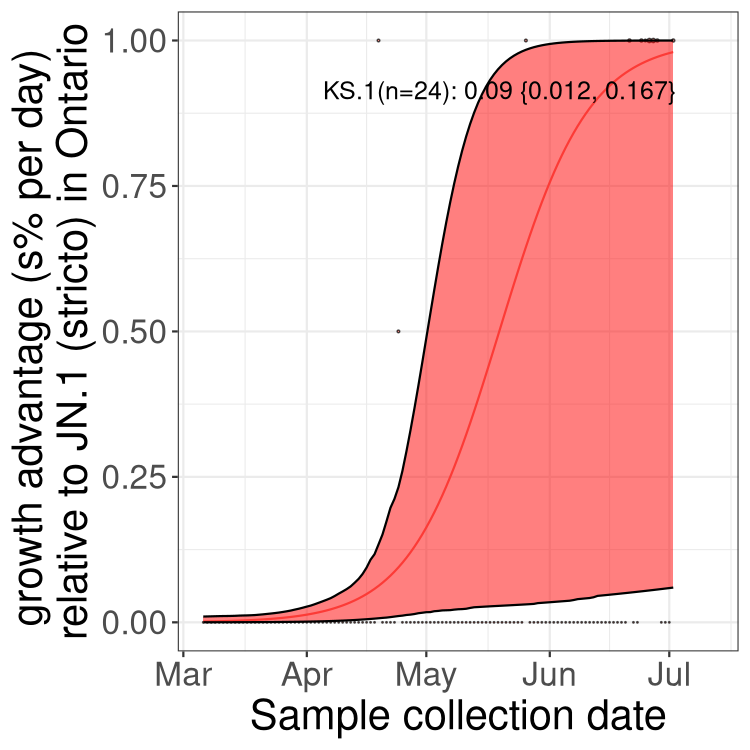 growth advantage (s% per day)
relative to JN.1 (stricto) in Ontario
1.00
0.75
0.50
0.25
0.00
KS.1(n=24): 0.09 {0.012, 0.167}
Mar Apr May Jun Jul
Sample collection date